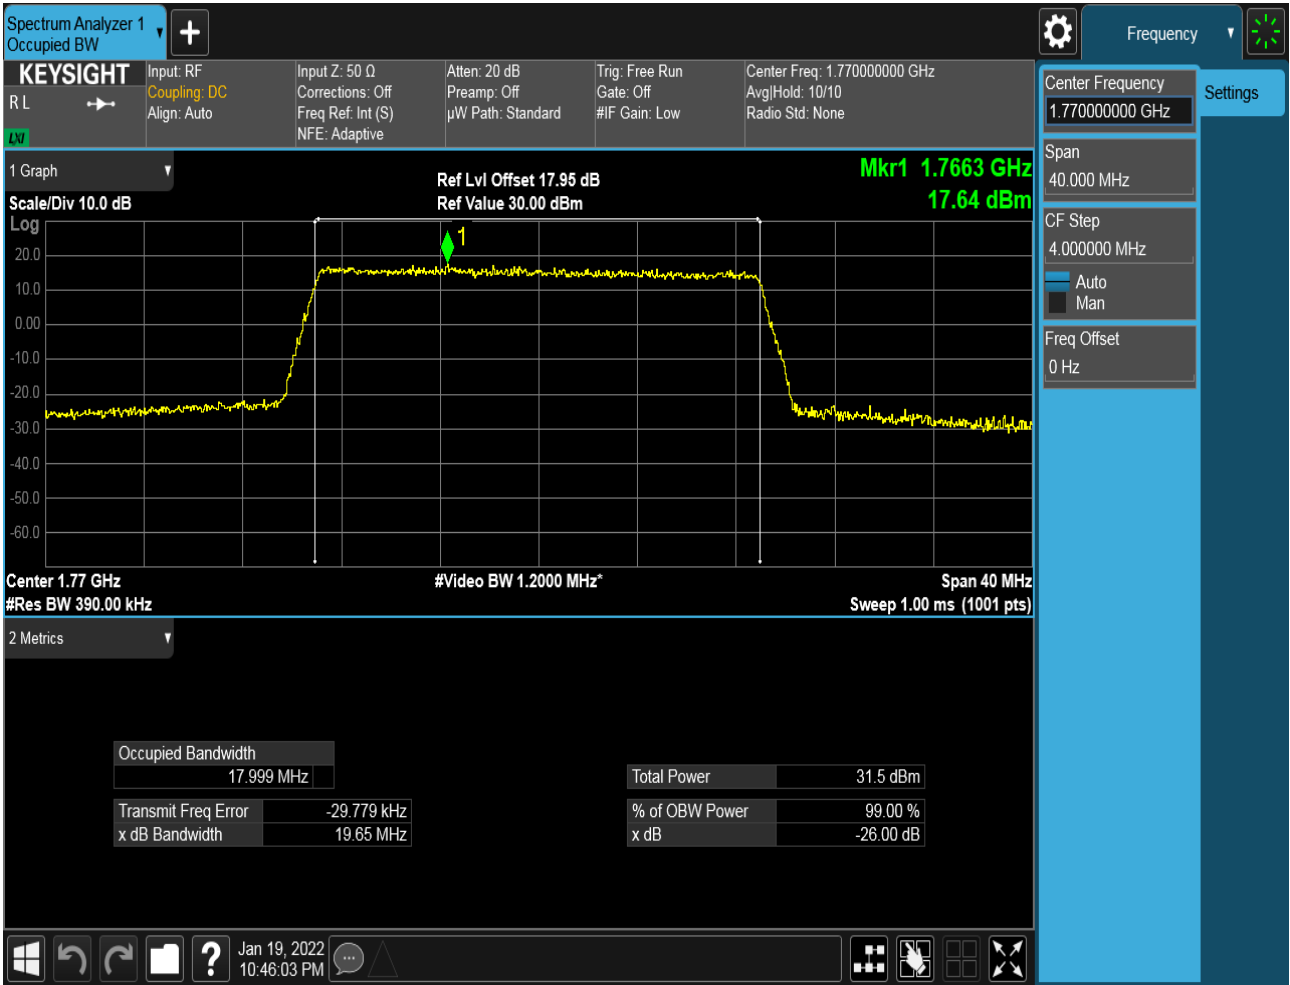 Spectrum Analyzer 1
Occupied BW
+
Frequency
KEYSIGHT
R L
LXI
Input: RF
Coupling: DC
Align: Auto
Input Z: 50 Ω
Corrections: Off
Freq Ref: Int (S)
NFE: Adaptive
Atten: 20 dB
Preamp: Off
µW Path: Standard
Trig: Free Run
Gate: Off
#IF Gain: Low
Center Freq: 1.770000000 GHz
Avg|Hold: 10/10
Radio Std: None
Center Frequency
1.770000000 GHz
Settings
Span
40.000 MHz
CF Step
4.000000 MHz
Auto
Man
Freq Offset
0 Hz
1 Graph
Scale/Div 10.0 dB
Ref Lvl Offset 17.95 dB
Ref Value 30.00 dBm
Mkr1 1.7663 GHz
17.64 dBm
Log
1
20.0
10.0
0.00
-10.0
-20.0
-30.0
-40.0
-50.0
-60.0
Center 1.77 GHz
#Res BW 390.00 kHz
#Video BW 1.2000 MHz*
Span 40 MHz
Sweep 1.00 ms (1001 pts)
2 Metrics
Occupied Bandwidth
17.999 MHz
Total Power 31.5 dBm
Transmit Freq Error -29.779 kHz
% of OBW Power 99.00 %
x dB Bandwidth 19.65 MHz
x dB -26.00 dB
?
Jan 19, 2022
10:46:03 PM